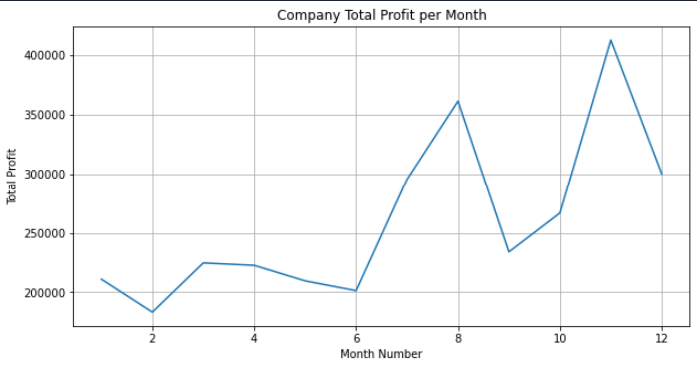 Company Total Profit per Month
400000
350000
300000
250000
200000
Total Profit
2 4 6 8 10 12
Month Number